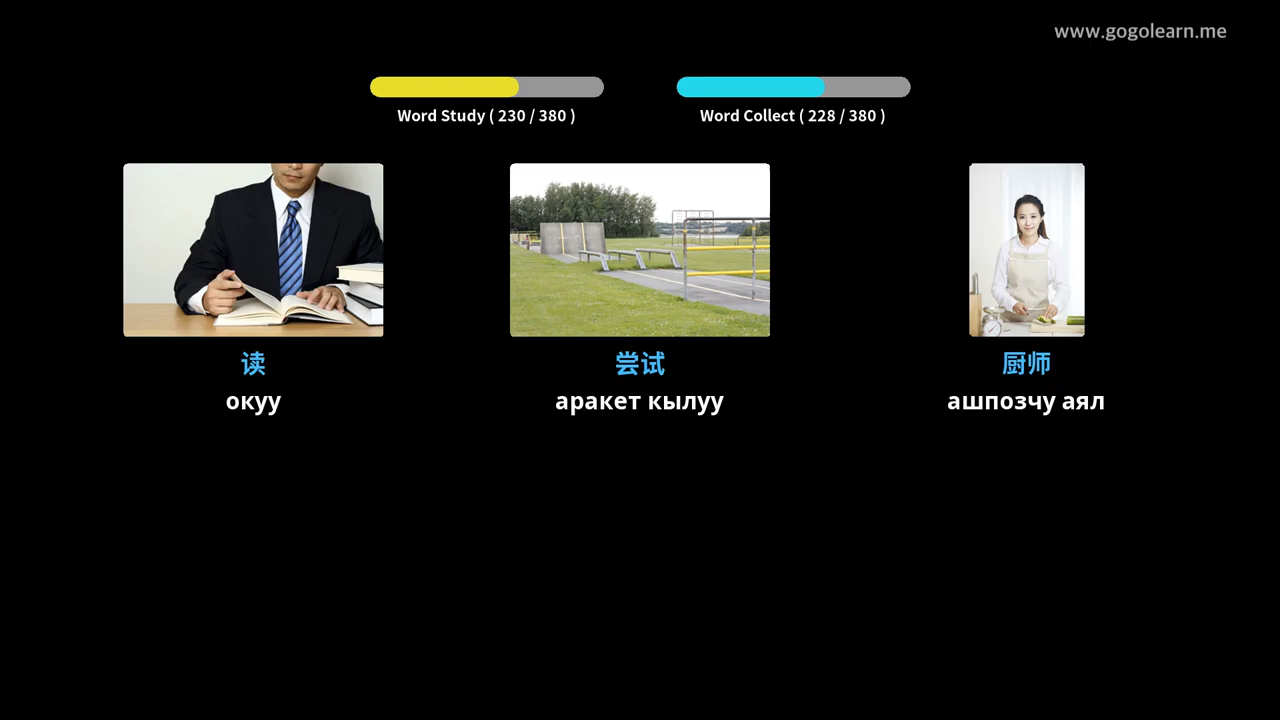 www.gogolearn.me
Word Study ( 230 / 380 )
Word Collect ( 228 / 380 )
读
окуу
尝试
аракет кылуу
厨师
ашпозчу аял